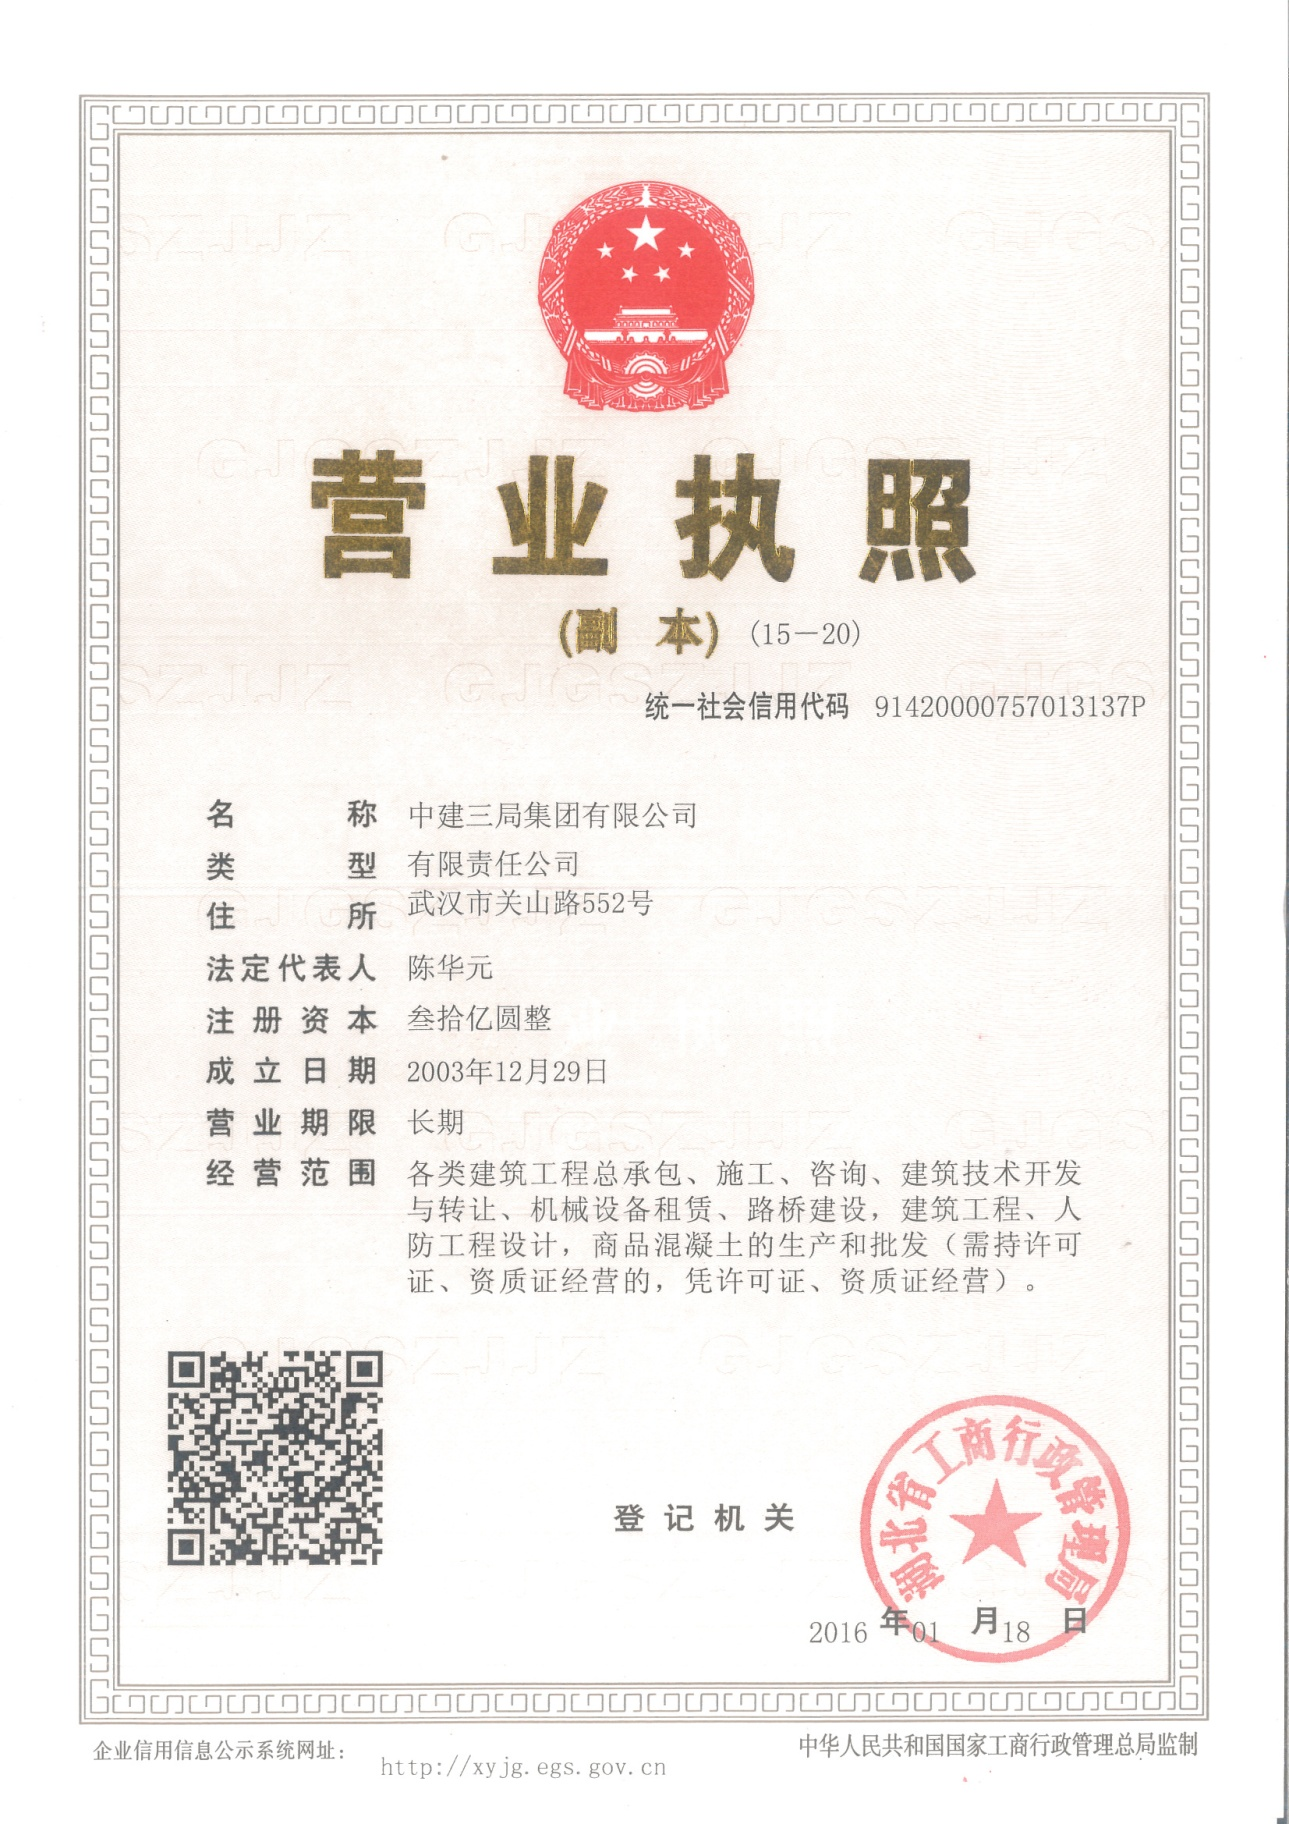 营业执照
(副 本) (15－20)
统一社会信用代码 91420000757013137P
名称 中建三局集团有限公司
类型 有限责任公司
住所 武汉市关山路552号
法定代表人 陈华元
注册资本 叁拾亿圆整
成立日期 2003年12月29日
营业期限 长期
经营范围 各类建筑工程总承包、施工、咨询、建筑技术开发
与转让、机械设备租赁、路桥建设，建筑工程、人
防工程设计，商品混凝土的生产和批发（需持许可
证、资质证经营的，凭许可证、资质证经营）。
登记机关
湖北省工商行政管理局
2016 年 01 月 18 日
企业信用信息公示系统网址： http://xyjg.egs.gov.cn
中华人民共和国国家工商行政管理总局监制